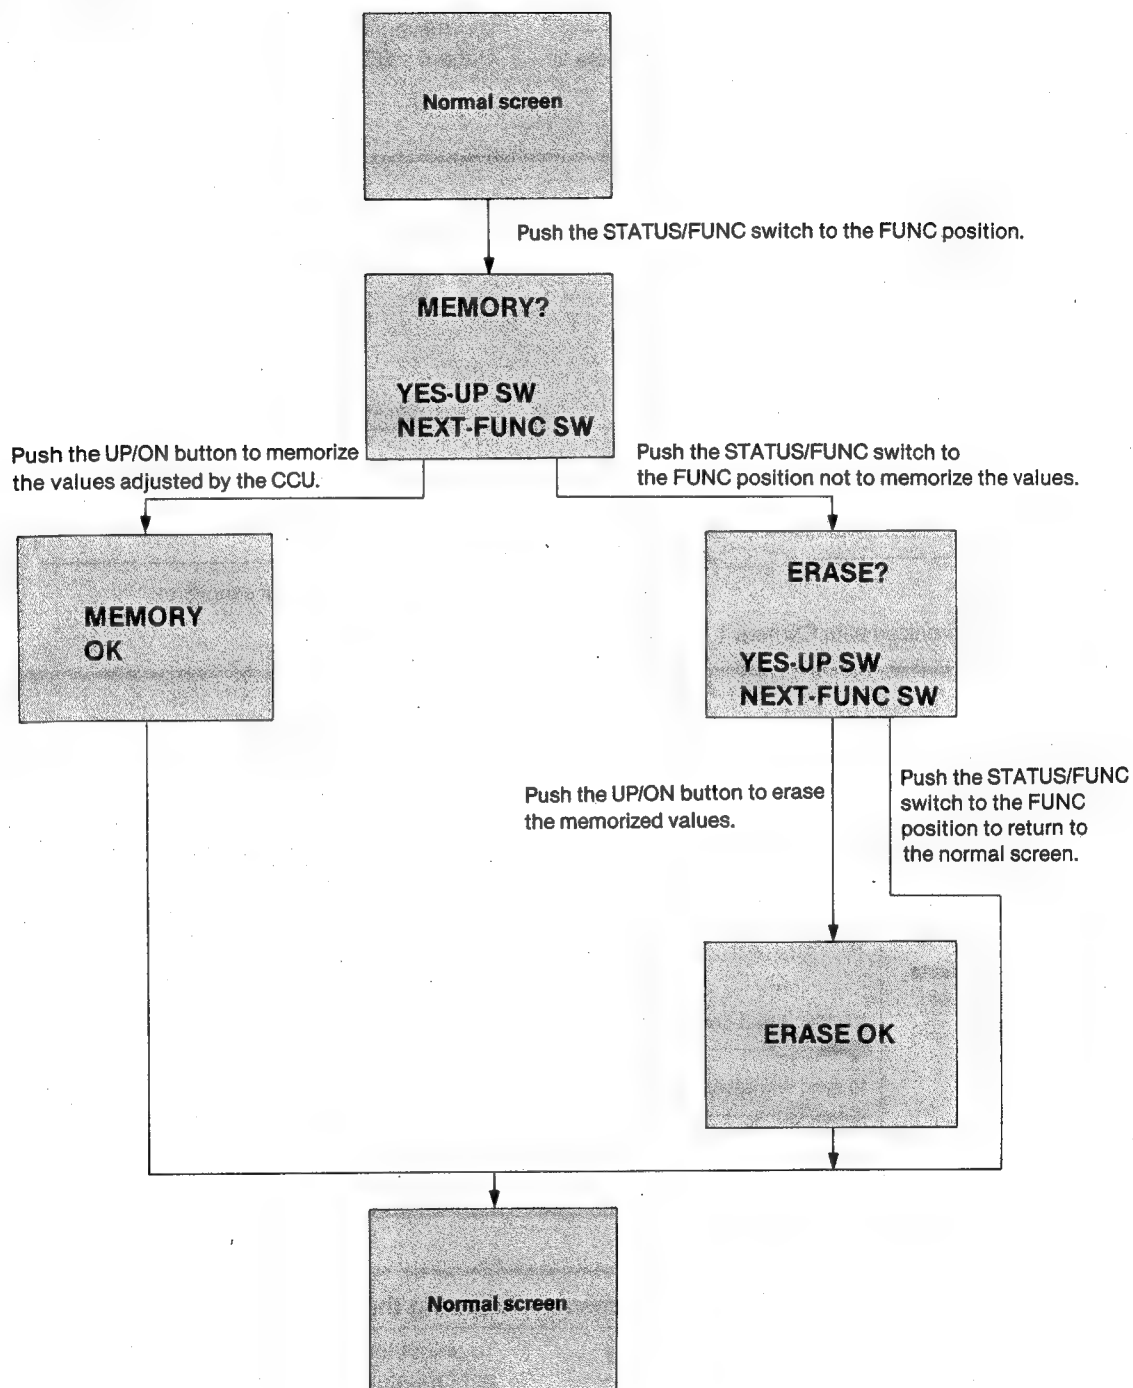 Normal screen
Push the STATUS/FUNC switch to the FUNC position.
MEMORY?
YES-UP SW
NEXT-FUNC SW
Push the UP/ON button to memorize
the values adjusted by the CCU.
Push the STATUS/FUNC switch to
the FUNC position not to memorize the values.
MEMORY
OK
ERASE?
YES-UP SW
NEXT-FUNC SW
Push the UP/ON button to erase
the memorized values.
Push the STATUS/FUNC
switch to the FUNC
position to return to
the normal screen.
ERASE OK
Normal screen